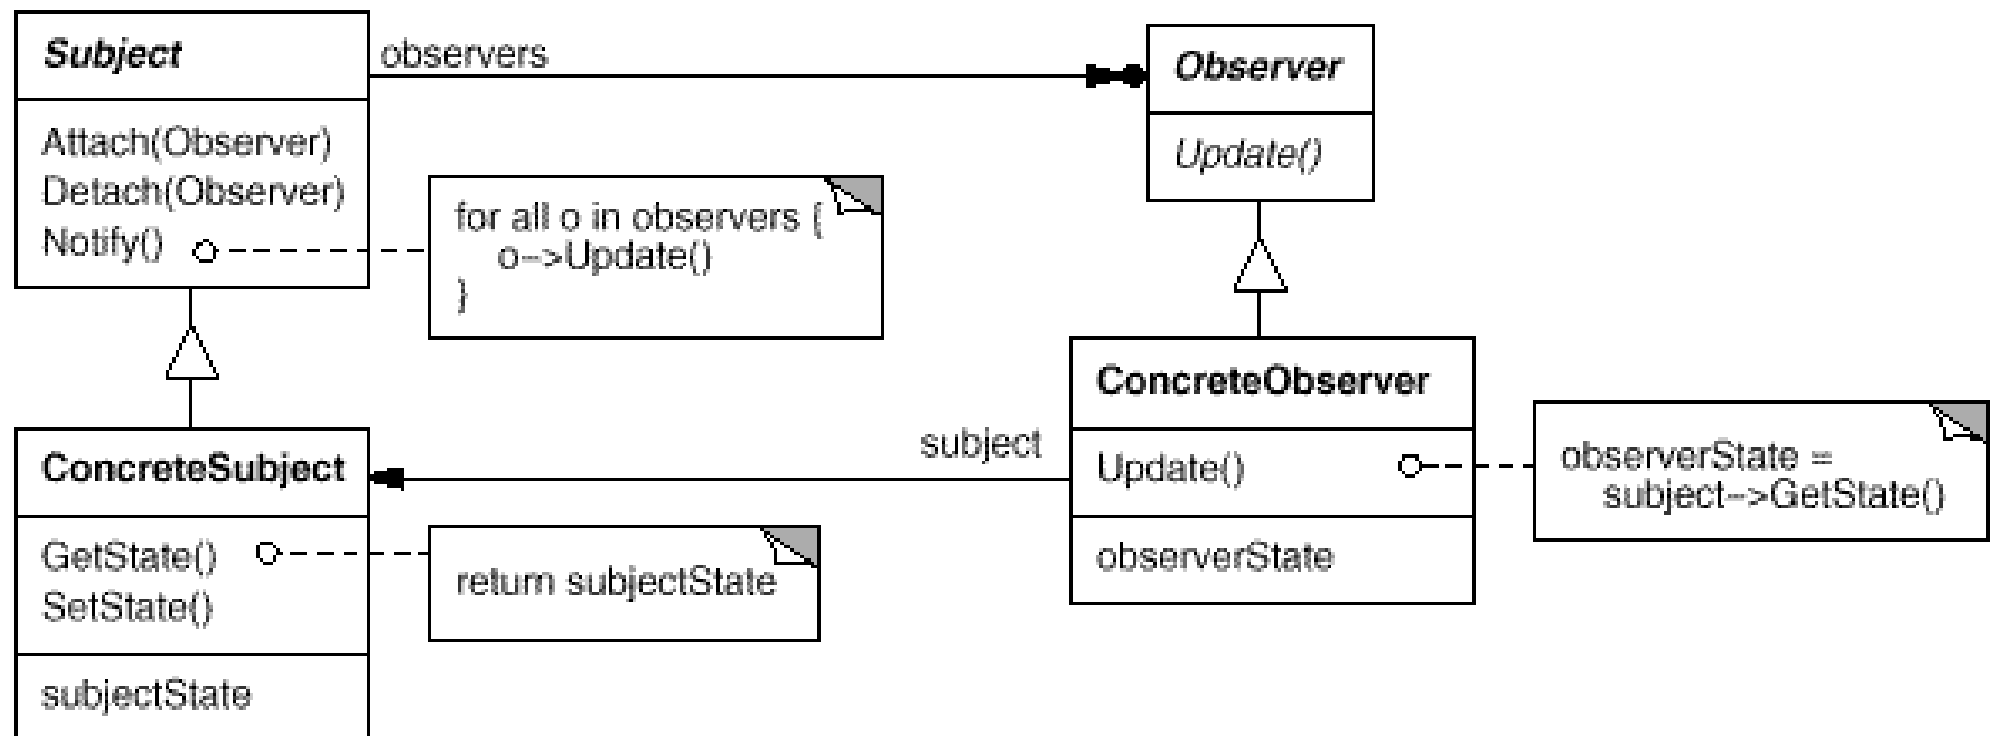 Subject
observers
Observer
Attach(Observer)
Detach(Observer)
Notify()
for all o in observers {
o−>Update()
}
Update()
ConcreteSubject
subject
ConcreteObserver
Update()
observerState =
subject−>GetState()
GetState()
SetState()
return subjectState
observerState
subjectState